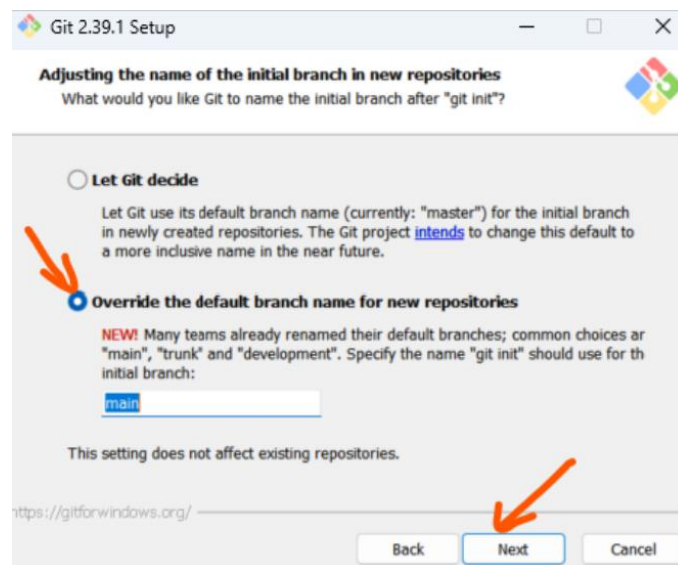 Git 2.39.1 Setup
Adjusting the name of the initial branch in new repositories
What would you like Git to name the initial branch after "git init"?
Let Git decide
Let Git use its default branch name (currently: "master") for the initial branch
in newly created repositories. The Git project intends to change this default to
a more inclusive name in the near future.
Override the default branch name for new repositories
NEW! Many teams already renamed their default branches; common choices ar
"main", "trunk" and "development". Specify the name "git init" should use for th
initial branch:
main
This setting does not affect existing repositories.
ttps://gitforwindows.org/
Back
Next
Cancel